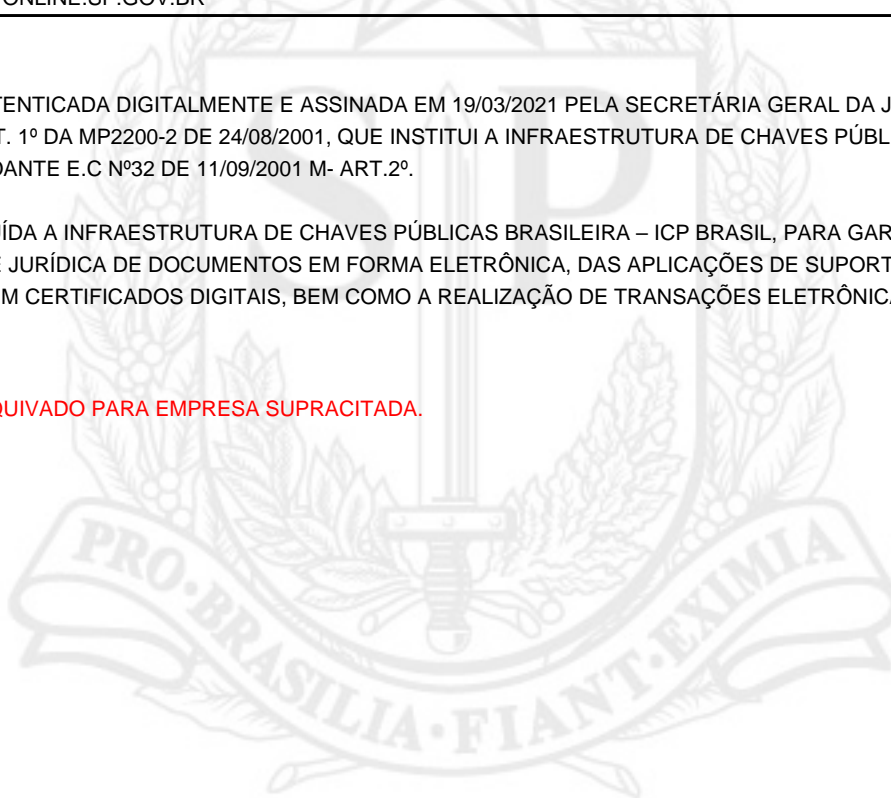 ONLINE.SP.GOV.BR
TENTICADA DIGITALMENTE E ASSINADA EM 19/03/2021 PELA SECRETÁRIA GERAL DA J
T. 1º DA MP2200-2 DE 24/08/2001, QUE INSTITUI A INFRAESTRUTURA DE CHAVES PÚBL
DANTE E.C Nº32 DE 11/09/2001 M- ART.2º.
ÍDA A INFRAESTRUTURA DE CHAVES PÚBLICAS BRASILEIRA – ICP BRASIL, PARA GAR
E JURÍDICA DE DOCUMENTOS EM FORMA ELETRÔNICA, DAS APLICAÇÕES DE SUPORT
M CERTIFICADOS DIGITAIS, BEM COMO A REALIZAÇÃO DE TRANSAÇÕES ELETRÔNICA
QUIVADO PARA EMPRESA SUPRACITADA.
SP
PRO·BRASILIA·FIANT·EXIMIA